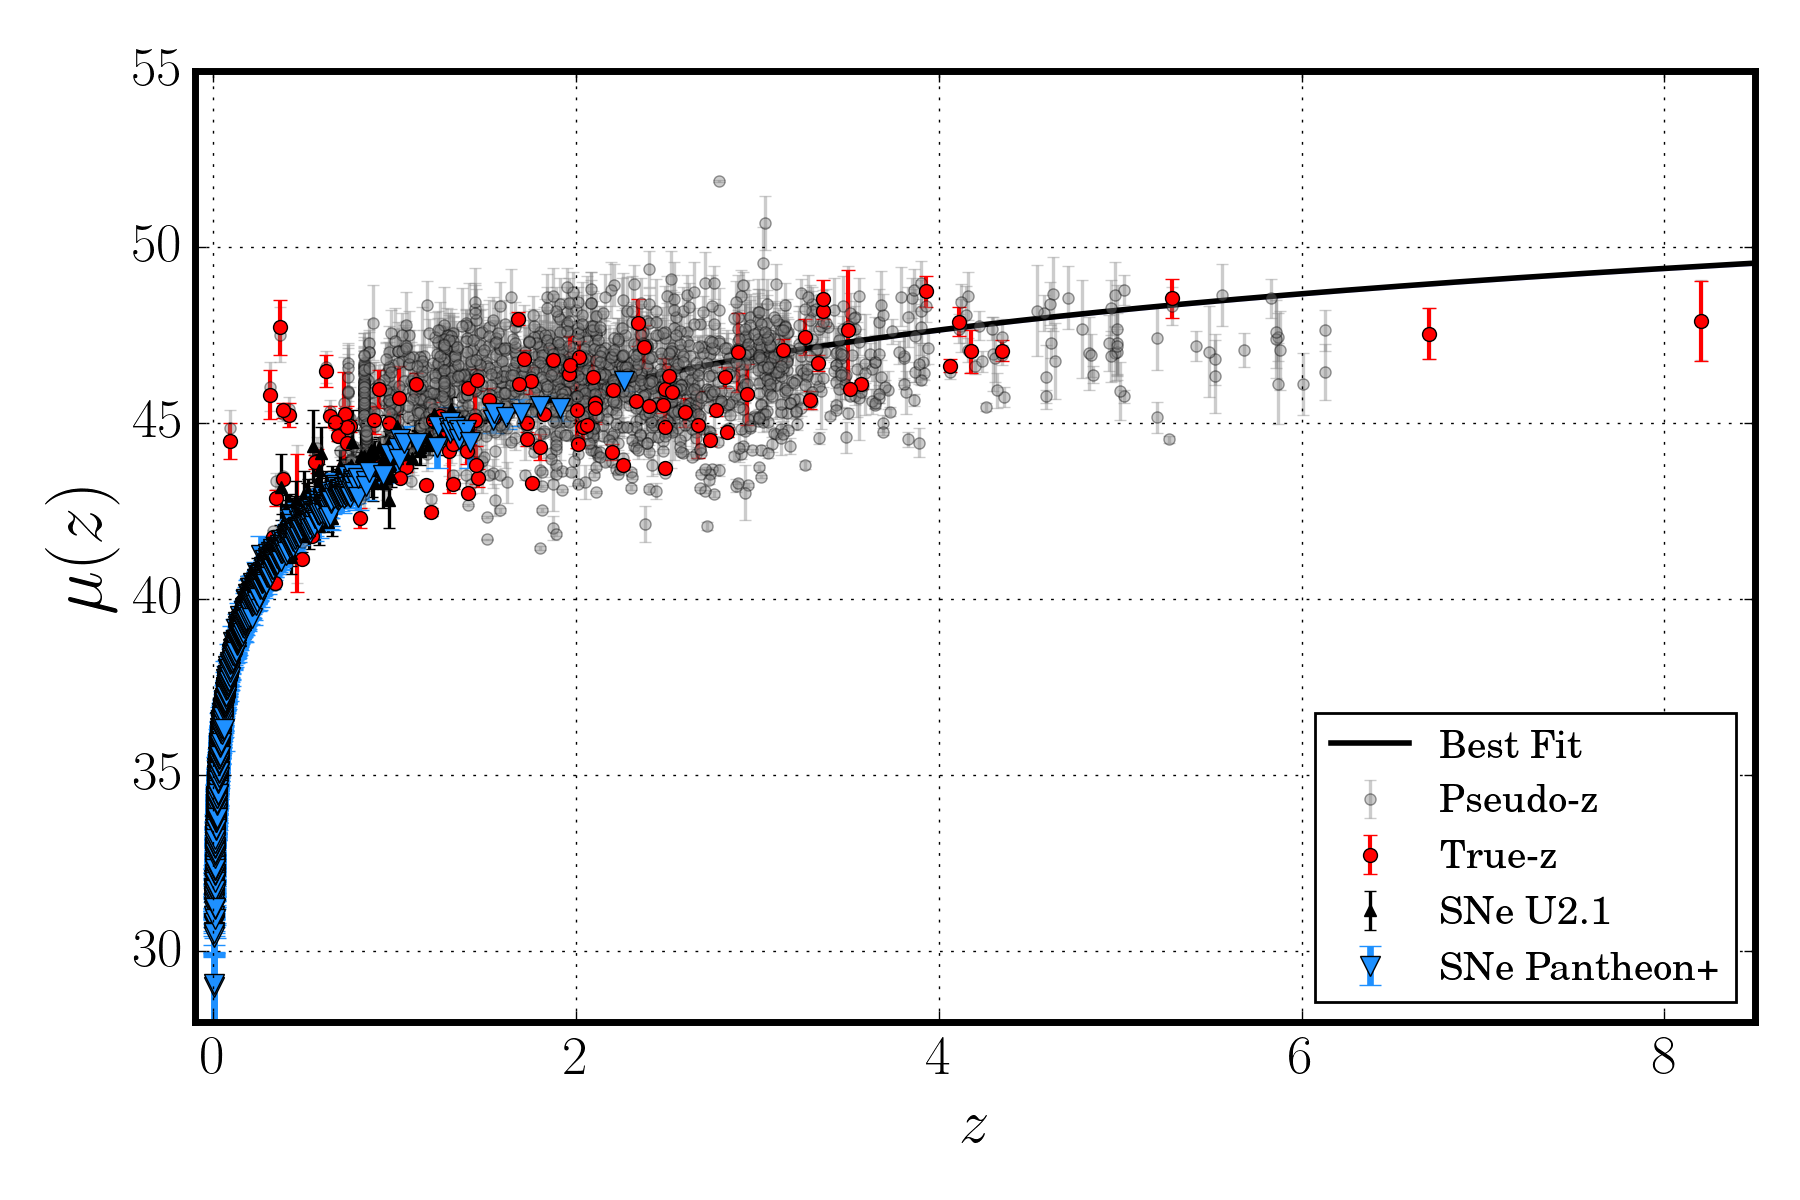 55
50
45
40
35
30
μ(z)
0 2 4 6 8
z
Best Fit
Pseudo-z
True-z
SNe U2.1
SNe Pantheon+